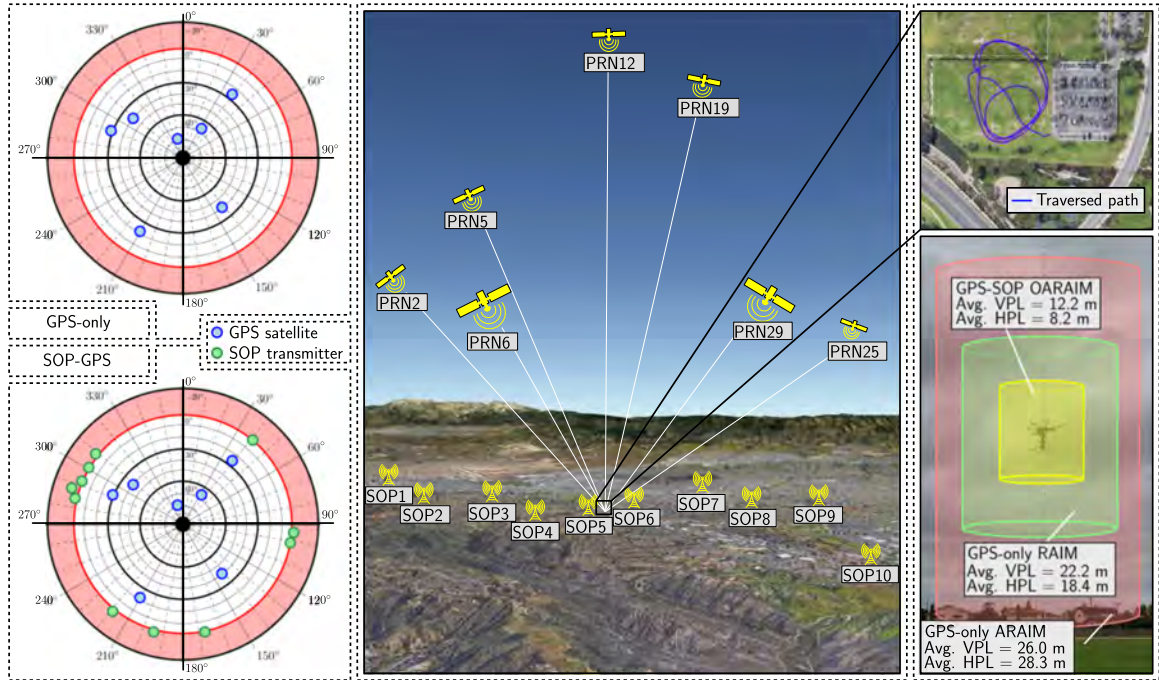 0°
330°
60°
300°
270°
90°
240°
120°
210°
150°
180°
GPS-only
SOP-GPS
GPS satellite
SOP transmitter
0°
330°
60°
300°
270°
90°
240°
120°
210°
150°
180°
PRN12
PRN19
PRN5
PRN2
PRN6
PRN29
PRN25
SOP1
SOP2
SOP3
SOP4
SOP5
SOP6
SOP7
SOP8
SOP9
SOP10
Traversed path
GPS-SOP OARAIM
Avg. VPL = 12.2 m
Avg. HPL = 8.2 m
GPS-only RAIM
Avg. VPL = 22.2 m
Avg. HPL = 18.4 m
GPS-only ARAIM
Avg. VPL = 26.0 m
Avg. HPL = 28.3 m